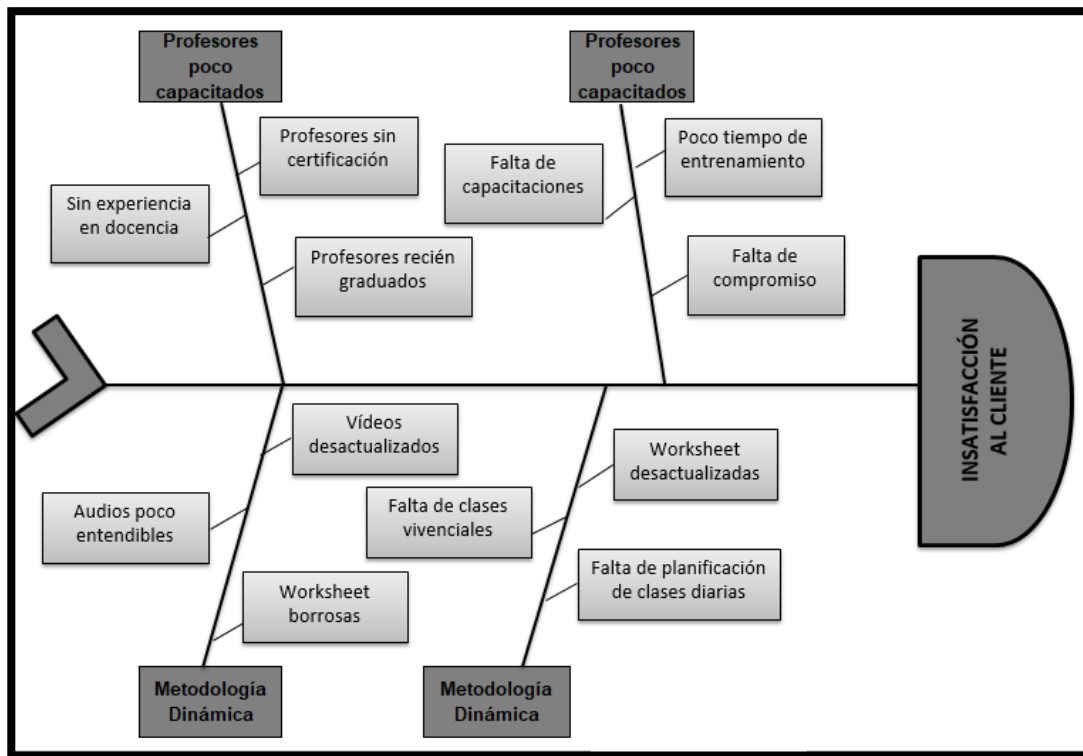 Profesores
poco
capacitados
Profesores
poco
capacitados
Profesores sin
certificación
Poco tiempo de
entrenamiento
Falta de
capacitaciones
Sin experiencia
en docencia
Profesores recién
graduados
Falta de
compromiso
INSATISFACCIÓN
AL CLIENTE
Vídeos
desactualizados
Worksheet
desactualizadas
Audios poco
entendibles
Falta de clases
vivenciales
Worksheet
borrosas
Falta de planificación
de clases diarias
Metodología
Dinámica
Metodología
Dinámica